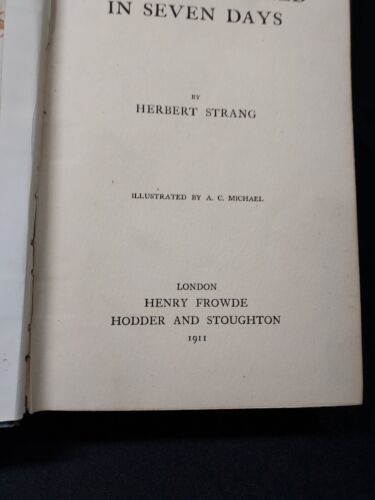 IN SEVEN DAYS
BY
HERBERT STRANG
ILLUSTRATED BY A. C. MICHAEL
LONDON
HENRY FROWDE
HODDER AND STOUGHTON
1911